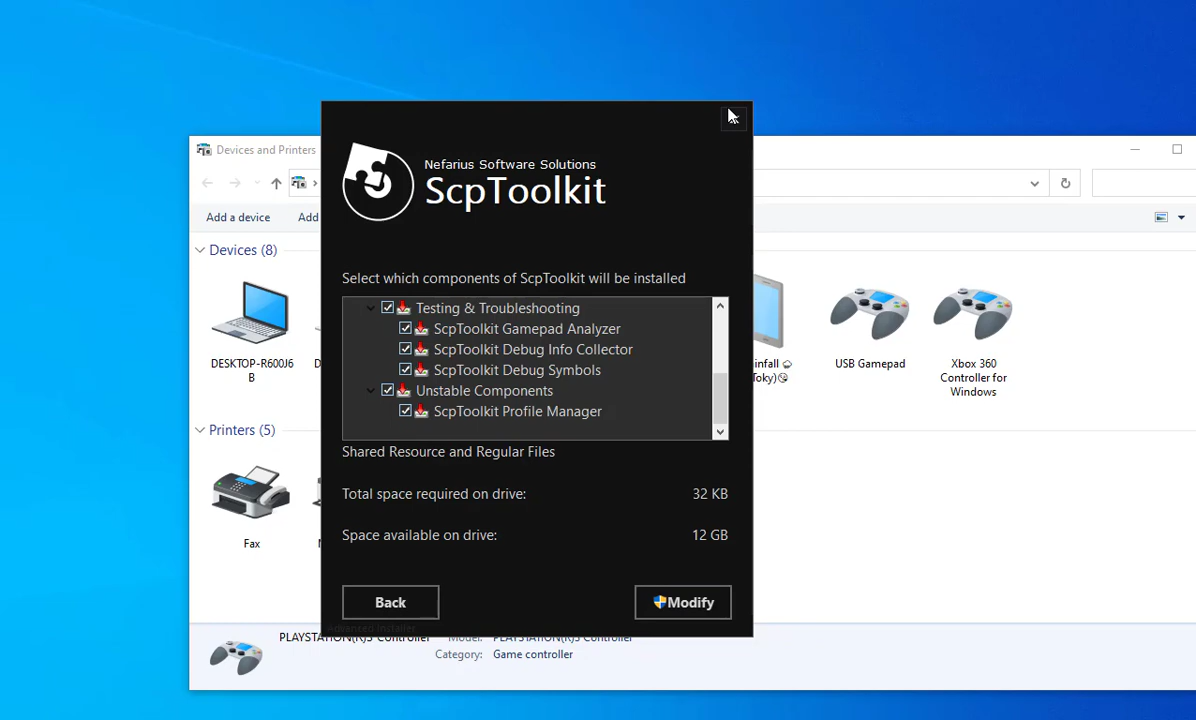 Devices and Printers
Nefarius Software Solutions
ScpToolkit
Add a device
Add
Devices (8)
Select which components of ScpToolkit will be installed
Testing & Troubleshooting
ScpToolkit Gamepad Analyzer
ScpToolkit Debug Info Collector
ScpToolkit Debug Symbols
Unstable Components
ScpToolkit Profile Manager
DESKTOP-R600J6
B
USB Gamepad
Xbox 360
Controller for
Windows
Printers (5)
Shared Resource and Regular Files
Total space required on drive: 32 KB
Space available on drive: 12 GB
Fax
Back
Modify
Advanced Installer
PLAYSTATION(R)3 Controller Model: PLAYSTATION(R)3 Controller
Category: Game controller